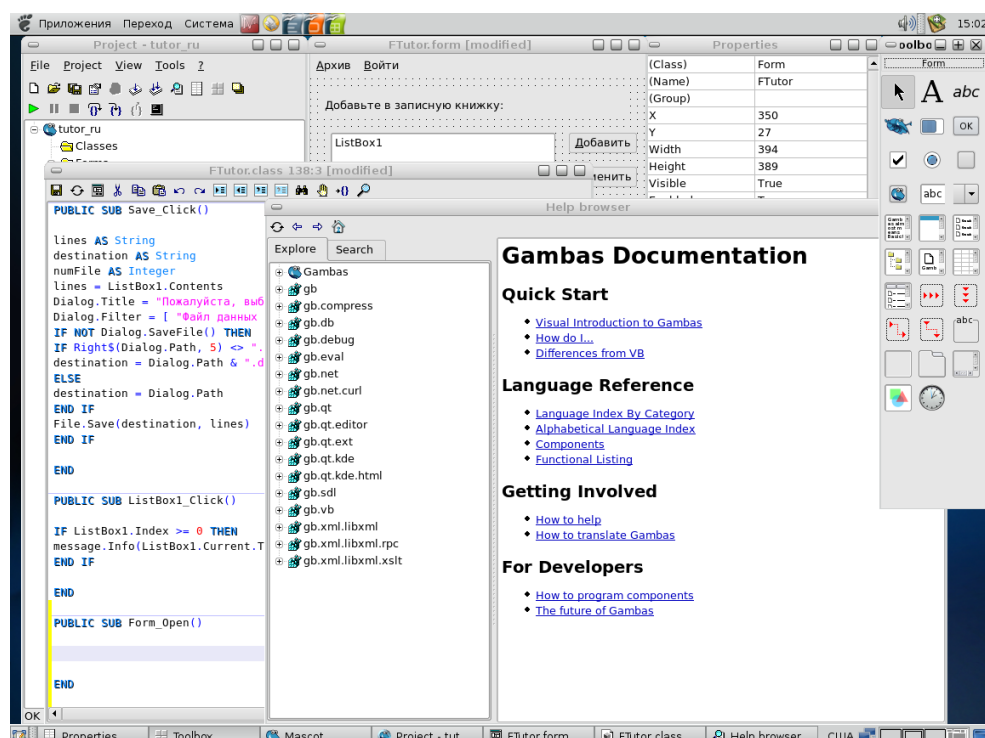 Приложения Переход Система 15:02
Project - tutor_ru
File Project View Tools ?
tutor_ru
Classes
FTutor.form [modified]
Архив Войти
Добавьте в записную книжку:
ListBox1
Добавить
Properties
(Class) Form
(Name) FTutor
(Group)
X 350
Y 27
Width 394
Height 389
Visible True
Form
A abc
OK
abc
abc
FTutor.class 138:3 [modified]
PUBLIC SUB Save_Click()
lines AS String
destination AS String
numFile AS Integer
lines = ListBox1.Contents
Dialog.Title = "Пожалуйста, выб
Dialog.Filter = [ "Файл данных
IF NOT Dialog.SaveFile() THEN
IF Right$(Dialog.Path, 5) <> ".
destination = Dialog.Path & ".d
ELSE
destination = Dialog.Path
END IF
File.Save(destination, lines)
END IF
END
PUBLIC SUB ListBox1_Click()
IF ListBox1.Index >= 0 THEN
message.Info(ListBox1.Current.T
END IF
END
PUBLIC SUB Form_Open()
END
OK
Help browser
Explore Search
Gambas
gb
gb.compress
gb.db
gb.debug
gb.eval
gb.net
gb.net.curl
gb.qt
gb.qt.editor
gb.qt.ext
gb.qt.kde
gb.qt.kde.html
gb.sdl
gb.vb
gb.xml.libxml
gb.xml.libxml.rpc
gb.xml.libxml.xslt
Gambas Documentation
Quick Start
Visual Introduction to Gambas
How do I...
Differences from VB
Language Reference
Language Index By Category
Alphabetical Language Index
Components
Functional Listing
Getting Involved
How to help
How to translate Gambas
For Developers
How to program components
The future of Gambas
Properties Toolbox Mascot Project - tut FTutor.form FTutor.class Help browser США